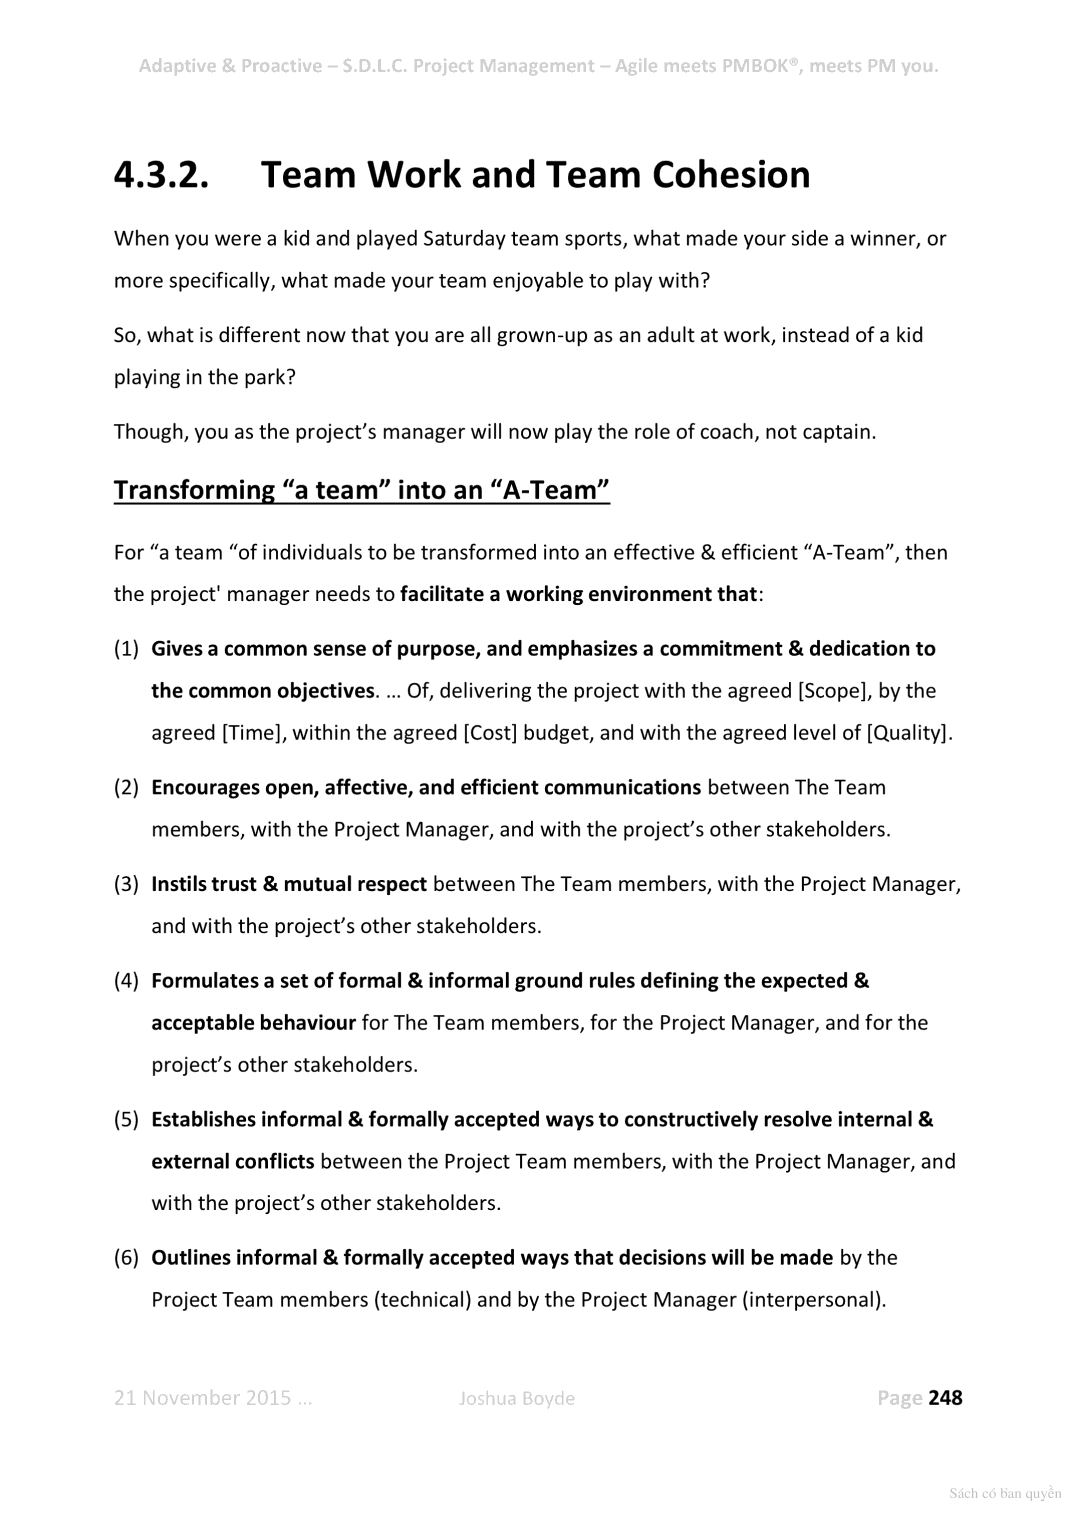 Adaptive & Proactive – S.D.L.C. Project Management – Agile meets PMBOK®, meets PM you.
4.3.2. Team Work and Team Cohesion
When you were a kid and played Saturday team sports, what made your side a winner, or
more specifically, what made your team enjoyable to play with?
So, what is different now that you are all grown-up as an adult at work, instead of a kid
playing in the park?
Though, you as the project’s manager will now play the role of coach, not captain.
Transforming “a team” into an “A-Team”
For “a team “of individuals to be transformed into an effective & efficient “A-Team”, then
the project' manager needs to facilitate a working environment that:
(1) Gives a common sense of purpose, and emphasizes a commitment & dedication to
the common objectives. … Of, delivering the project with the agreed [Scope], by the
agreed [Time], within the agreed [Cost] budget, and with the agreed level of [Quality].
(2) Encourages open, affective, and efficient communications between The Team
members, with the Project Manager, and with the project’s other stakeholders.
(3) Instils trust & mutual respect between The Team members, with the Project Manager,
and with the project’s other stakeholders.
(4) Formulates a set of formal & informal ground rules defining the expected &
acceptable behaviour for The Team members, for the Project Manager, and for the
project’s other stakeholders.
(5) Establishes informal & formally accepted ways to constructively resolve internal &
external conflicts between the Project Team members, with the Project Manager, and
with the project’s other stakeholders.
(6) Outlines informal & formally accepted ways that decisions will be made by the
Project Team members (technical) and by the Project Manager (interpersonal).
21 November 2015 … Joshua Boyde Page 248
Sách có bản quyền